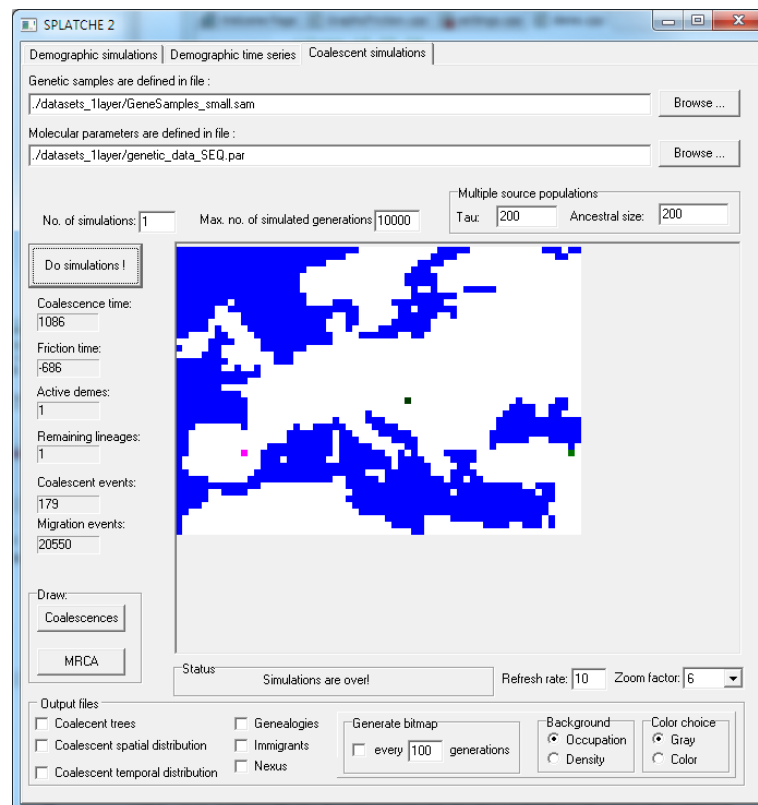 SPLATCHE 2
Demographic simulations Demographic time series Coalescent simulations
Genetic samples are defined in file :
./datasets_1layer/GeneSamples_small.sam Browse ...
Molecular parameters are defined in file :
./datasets_1layer/genetic_data_SEQ.par Browse ...
Multiple source populations
No. of simulations: 1 Max. no. of simulated generations 10000 Tau: 200 Ancestral size: 200
Do simulations !
Coalescence time:
1086
Friction time:
-686
Active demes:
1
Remaining lineages:
1
Coalescent events:
179
Migration events:
20550
Draw:
Coalescences
MRCA
Status
Simulations are over!
Refresh rate: 10 Zoom factor: 6
Output files
Coalecent trees
Coalescent spatial distribution
Coalescent temporal distribution
Genealogies
Immigrants
Nexus
Generate bitmap
every 100 generations
Background
Occupation
Density
Color choice
Gray
Color